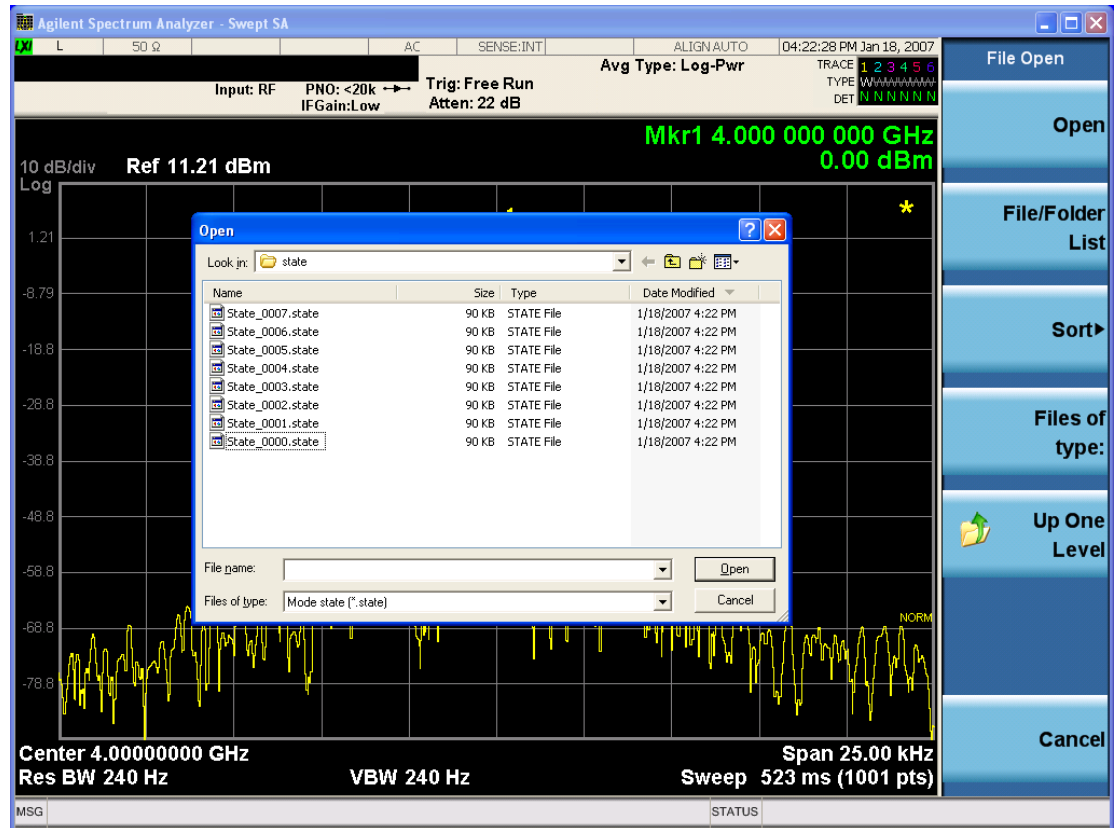 Agilent Spectrum Analyzer - Swept SA
LXI L 50 Ω AC SENSE:INT ALIGN AUTO 04:22:28 PM Jan 18, 2007
Input: RF PNO: <20k Trig: Free Run Avg Type: Log-Pwr TRACE 1 2 3 4 5 6
IFGain:Low Atten: 22 dB TYPE WWWWWW
DET N N N N N N
Mkr1 4.000 000 000 GHz
0.00 dBm
10 dB/div Ref 11.21 dBm
Log
1.21
-8.79
-18.8
-28.8
-38.8
-48.8
-58.8
-68.8
-78.8
Open
Look in: state
Name Size Type Date Modified
State_0007.state 90 KB STATE File 1/18/2007 4:22 PM
State_0006.state 90 KB STATE File 1/18/2007 4:22 PM
State_0005.state 90 KB STATE File 1/18/2007 4:22 PM
State_0004.state 90 KB STATE File 1/18/2007 4:22 PM
State_0003.state 90 KB STATE File 1/18/2007 4:22 PM
State_0002.state 90 KB STATE File 1/18/2007 4:22 PM
State_0001.state 90 KB STATE File 1/18/2007 4:22 PM
State_0000.state 90 KB STATE File 1/18/2007 4:22 PM
File name: Open
Files of type: Mode state (*.state) Cancel
NORM
Center 4.00000000 GHz Span 25.00 kHz
Res BW 240 Hz VBW 240 Hz Sweep 523 ms (1001 pts)
MSG STATUS
File Open
Open
File/Folder
List
Sort▶
Files of
type:
Up One
Level
Cancel